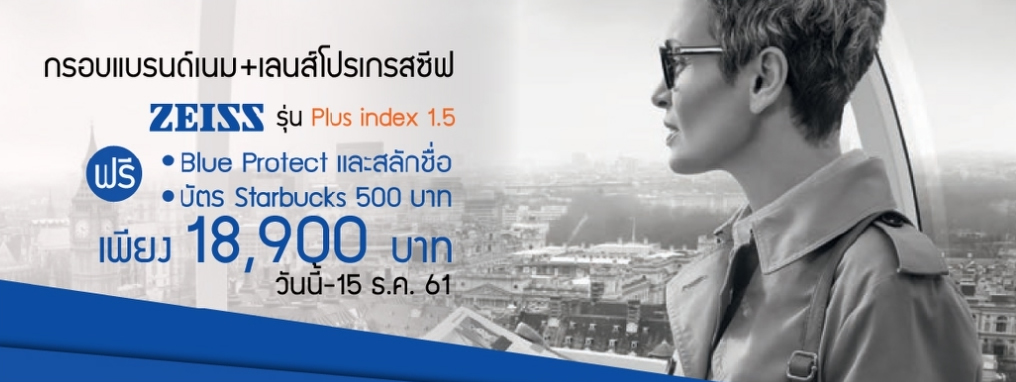 กรอบแบรนด์เนม+เลนส์โปรเกรสซีฟ
ZEISS รุ่น Plus index 1.5
ฟรี
• Blue Protect และสลักชื่อ
• บัตร Starbucks 500 บาท
เพียง 18,900 บาท
วันนี้-15 ธ.ค. 61